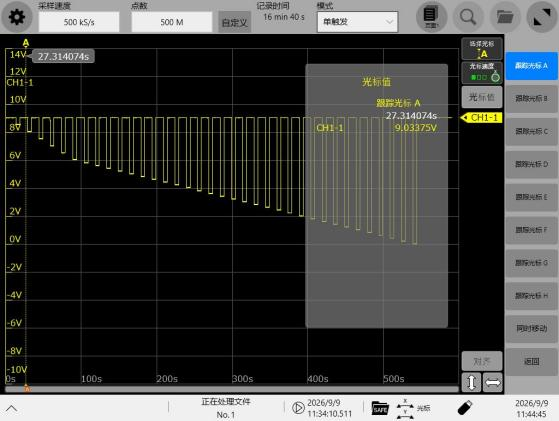 采样速度
点数
记录时间
模式
500 kS/s
500 M
自定义
16 min 40 s
单触发
页面1
A
27.314074s
14V
12V
CH1-1
10V
8V
6V
4V
2V
0V
-2V
-4V
-6V
-8V
-10V
0s
100s
200s
300s
400s
500s
光标值
跟踪光标 A
27.314074s
CH1-1
9.03375V
选择光标
A
光标速度
光标值
CH1-1
对齐
跟踪光标 A
跟踪光标 B
跟踪光标 C
跟踪光标 D
跟踪光标 E
跟踪光标 F
跟踪光标 G
跟踪光标 H
同时移动
返回
正在处理文件
No. 1
2026/9/9
11:34:10.511
SAFE
X
Y
光标
2026/9/9
11:44:45